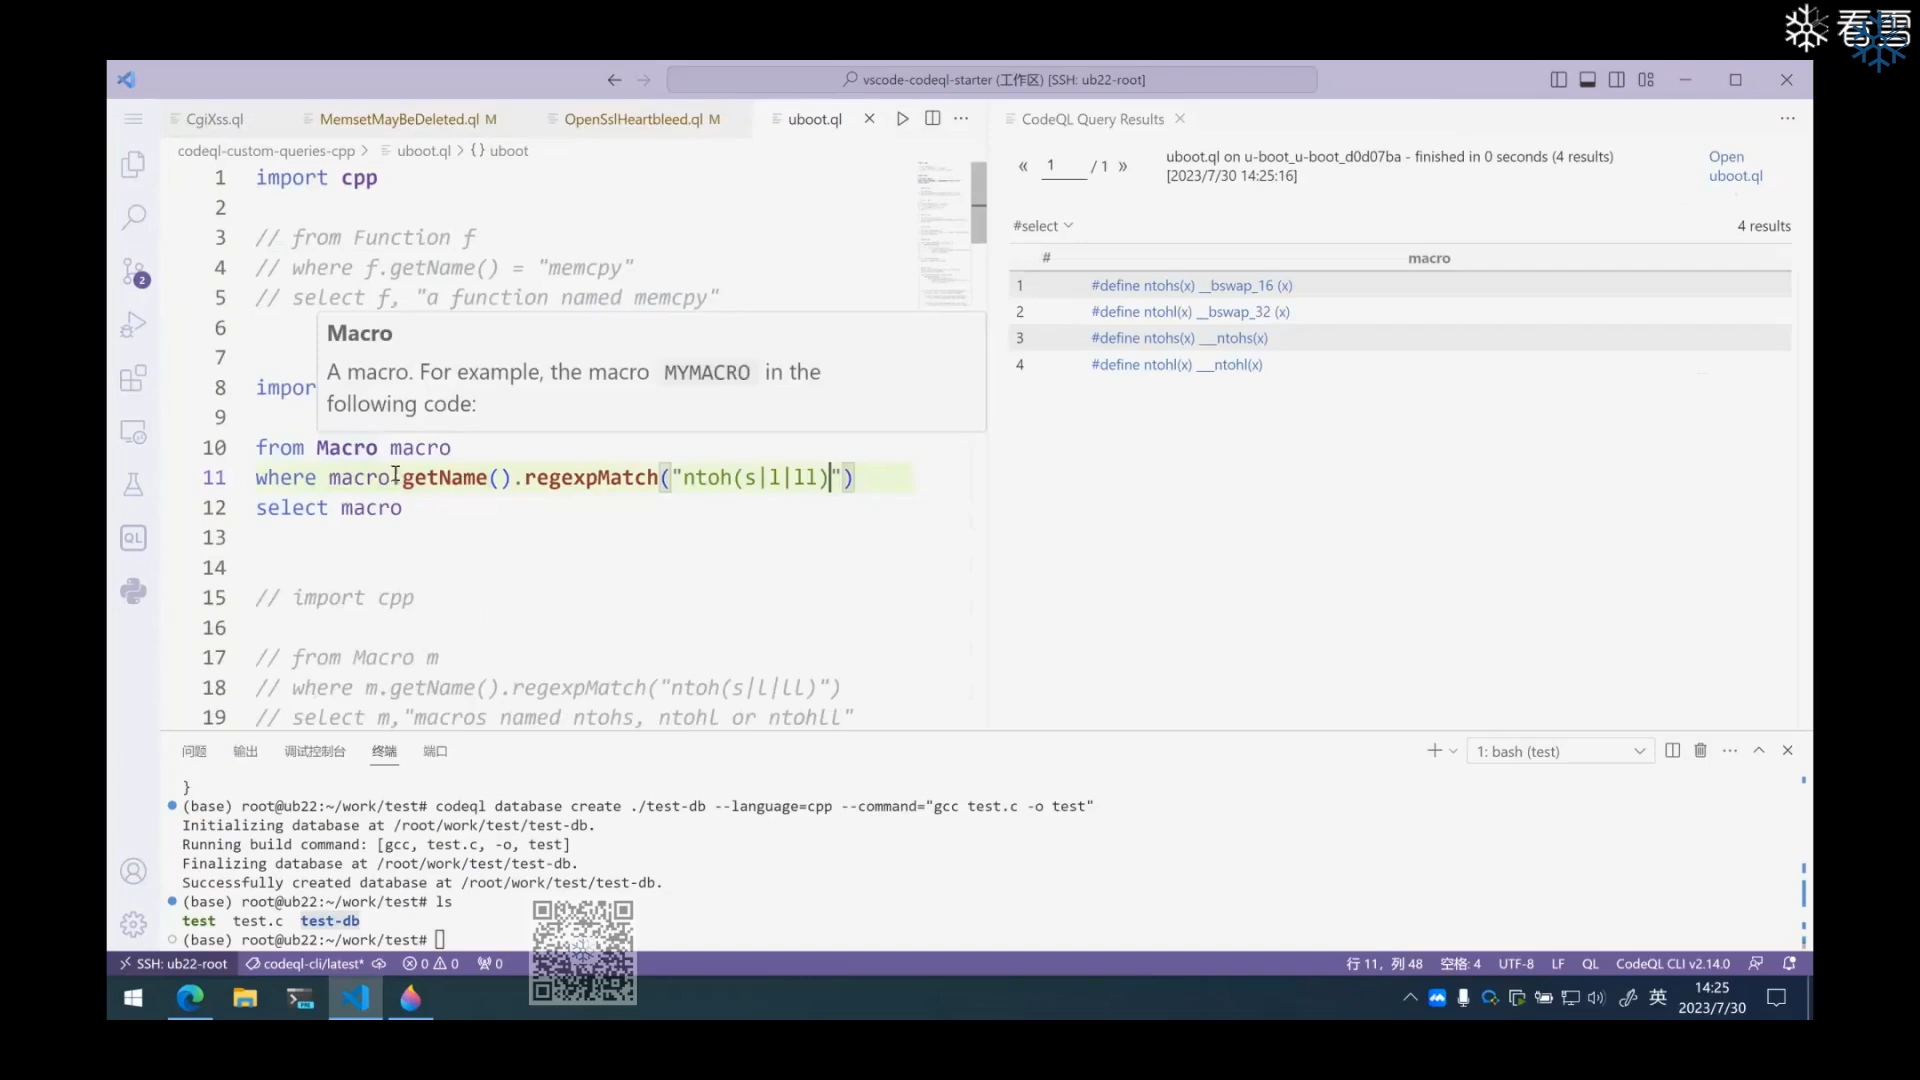 看雪
vscode-codeql-starter (工作区) [SSH: ub22-root]
CgiXss.ql
MemsetMayBeDeleted.ql M
OpenSslHeartbleed.ql M
uboot.ql
CodeQL Query Results
codeql-custom-queries-cpp > uboot.ql > {} uboot
1 import cpp
2
3 // from Function f
4 // where f.getName() = "memcpy"
5 // select f, "a function named memcpy"
6
7
8 impor
9
10 from Macro macro
11 where macro.getName().regexpMatch("ntoh(s|l|ll)")
12 select macro
13
14
15 // import cpp
16
17 // from Macro m
18 // where m.getName().regexpMatch("ntoh(s|l|ll)")
19 // select m,"macros named ntohs, ntohl or ntohll"
Macro
A macro. For example, the macro MYMACRO in the
following code:
« 1 / 1 »
uboot.ql on u-boot_u-boot_d0d07ba - finished in 0 seconds (4 results)
[2023/7/30 14:25:16]
Open
uboot.ql
#select
4 results
# macro
1 #define ntohs(x) __bswap_16 (x)
2 #define ntohl(x) __bswap_32 (x)
3 #define ntohs(x) ___ntohs(x)
4 #define ntohl(x) ___ntohl(x)
2
QL
问题 输出 调试控制台 终端 端口
1: bash (test)
}
(base) root@ub22:~/work/test# codeql database create ./test-db --language=cpp --command="gcc test.c -o test"
Initializing database at /root/work/test/test-db.
Running build command: [gcc, test.c, -o, test]
Finalizing database at /root/work/test/test-db.
Successfully created database at /root/work/test/test-db.
(base) root@ub22:~/work/test# ls
test test.c test-db
(base) root@ub22:~/work/test#
SSH: ub22-root codeql-cli/latest* 0 0 0
行 11，列 48 空格: 4 UTF-8 LF QL CodeQL CLI v2.14.0
英
14:25
2023/7/30